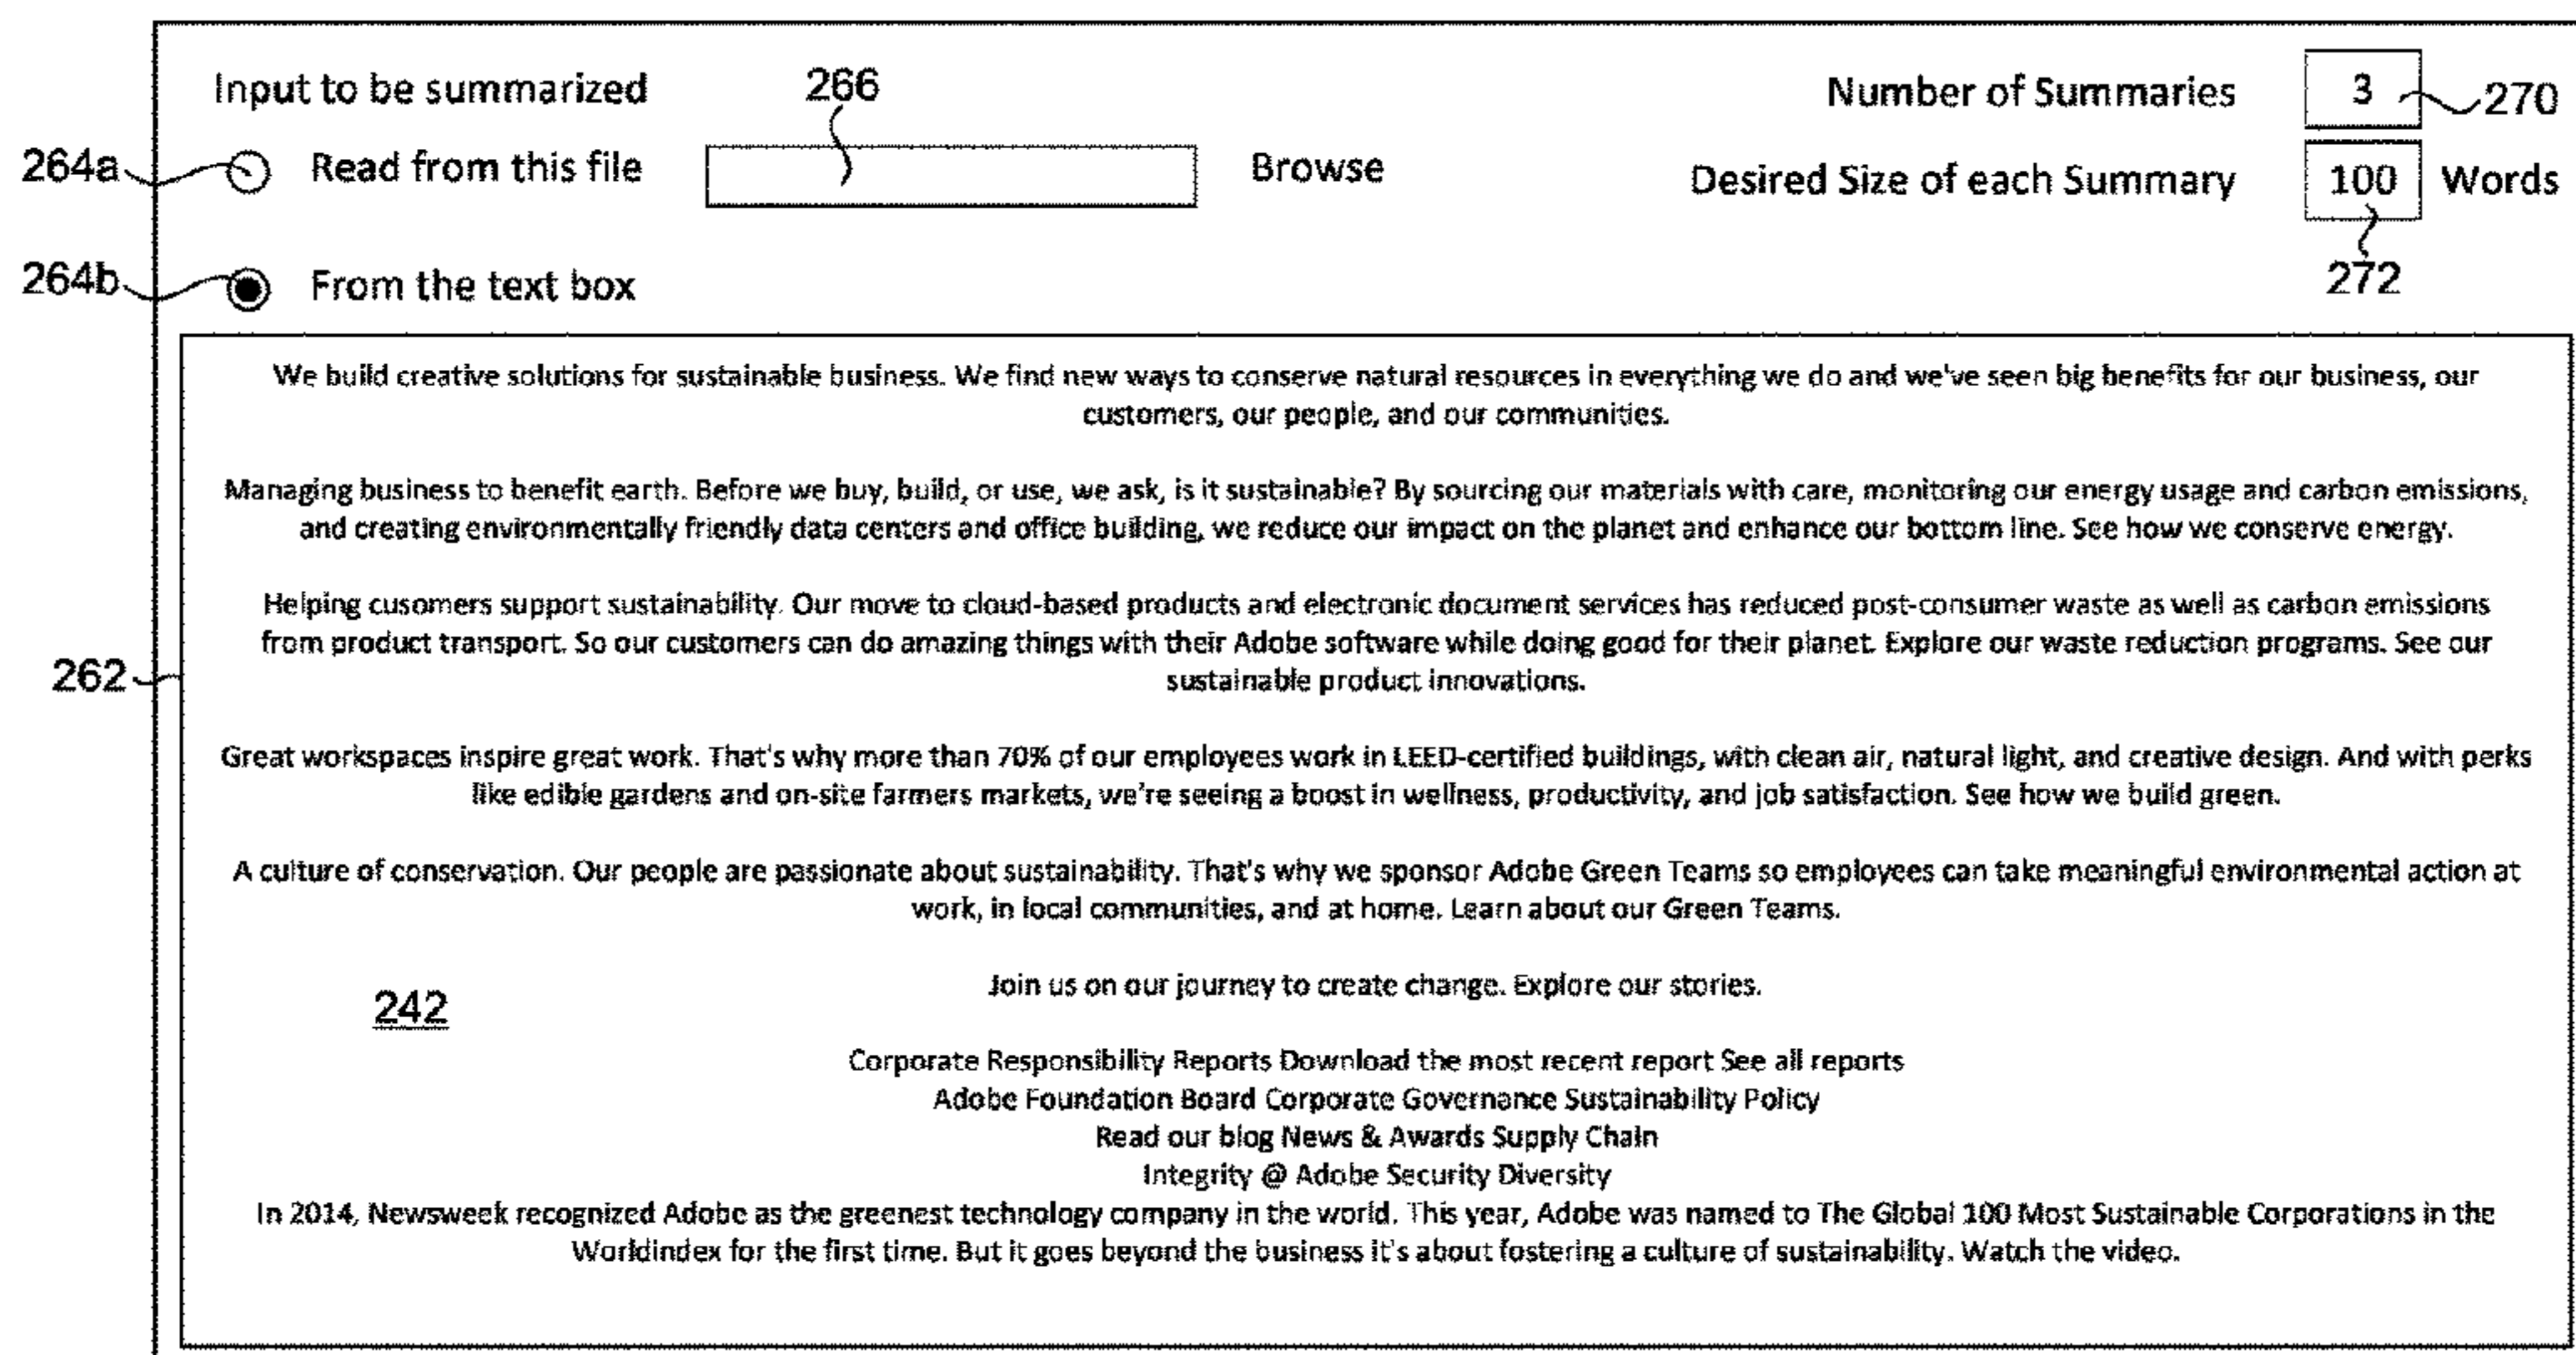 Input to be summarized 266 Number of Summaries 3 270
264a Read from this file Browse Desired Size of each Summary 100 Words
264b From the text box 272
We build creative solutions for sustainable business. We find new ways to conserve natural resources in everything we do and we've seen big benefits for our business, our
customers, our people, and our communities.
Managing business to benefit earth. Before we buy, build, or use, we ask, is it sustainable? By sourcing our materials with care, monitoring our energy usage and carbon emissions,
and creating environmentally friendly data centers and office building, we reduce our impact on the planet and enhance our bottom line. See how we conserve energy.
Helping cusomers support sustainability. Our move to cloud-based products and electronic document services has reduced post-consumer waste as well as carbon emissions
from product transport. So our customers can do amazing things with their Adobe software while doing good for their planet. Explore our waste reduction programs. See our
262 sustainable product innovations.
Great workspaces inspire great work. That's why more than 70% of our employees work in LEED-certified buildings, with clean air, natural light, and creative design. And with perks
like edible gardens and on-site farmers markets, we're seeing a boost in wellness, productivity, and job satisfaction. See how we build green.
A culture of conservation. Our people are passionate about sustainability. That's why we sponsor Adobe Green Teams so employees can take meaningful environmental action at
work, in local communities, and at home. Learn about our Green Teams.
242 Join us on our journey to create change. Explore our stories.
Corporate Responsibility Reports Download the most recent report See all reports
Adobe Foundation Board Corporate Governance Sustainability Policy
Read our blog News & Awards Supply Chain
Integrity @ Adobe Security Diversity
In 2014, Newsweek recognized Adobe as the greenest technology company in the world. This year, Adobe was named to The Global 100 Most Sustainable Corporations in the
Worldindex for the first time. But it goes beyond the business it's about fostering a culture of sustainability. Watch the video.